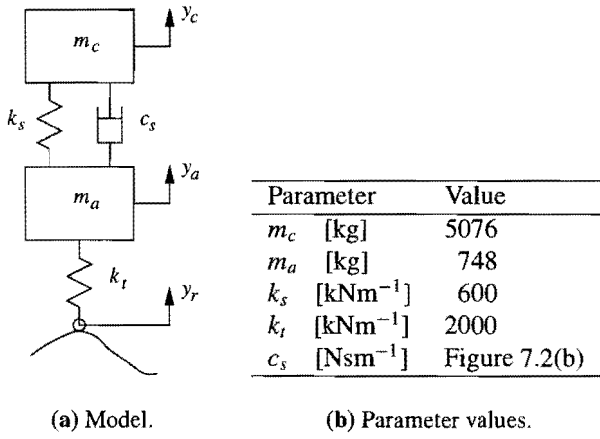 y_c
m_c
k_s
c_s
y_a
m_a
k_t
y_r
(a) Model.
Parameter Value
m_c [kg] 5076
m_a [kg] 748
k_s [kNm⁻¹] 600
k_t [kNm⁻¹] 2000
c_s [Nsm⁻¹] Figure 7.2(b)
(b) Parameter values.